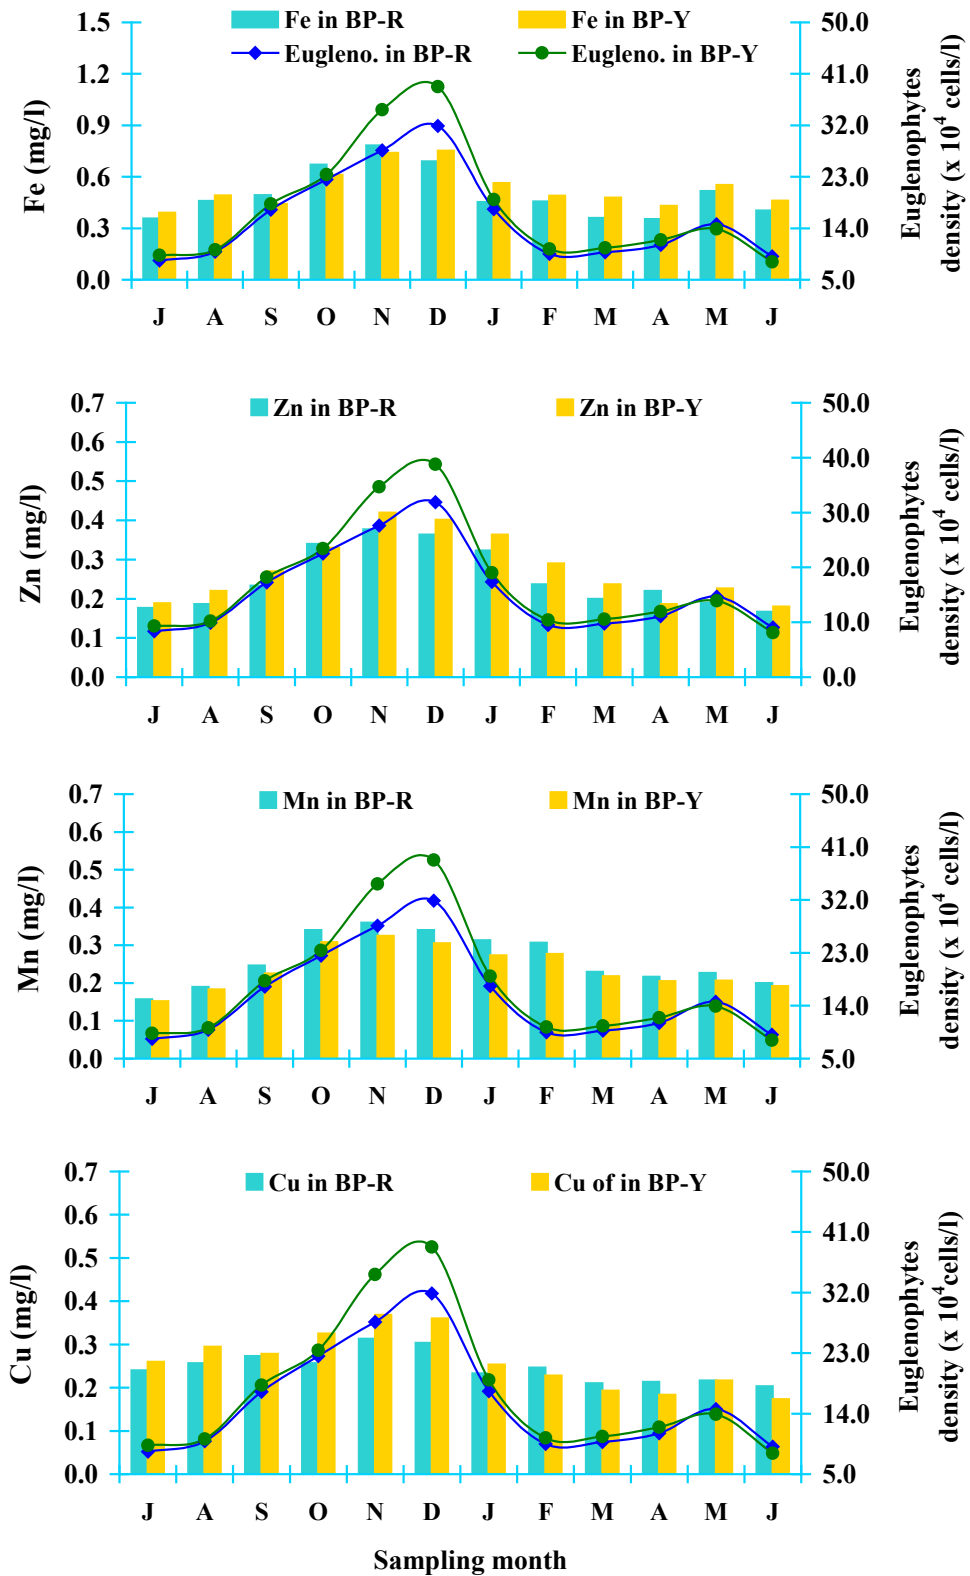 Fe in BP-R Fe in BP-Y
Eugleno. in BP-R Eugleno. in BP-Y
Fe (mg/l)
1.5
1.2
0.9
0.6
0.3
0.0
50.0
41.0
32.0
23.0
14.0
5.0
Euglenophytes
density (x 10⁴ cells/l)
J A S O N D J F M A M J
Zn in BP-R Zn in BP-Y
Zn (mg/l)
0.7
0.6
0.5
0.4
0.3
0.2
0.1
0.0
50.0
40.0
30.0
20.0
10.0
0.0
Euglenophytes
density (x 10⁴ cells/l)
J A S O N D J F M A M J
Mn in BP-R Mn in BP-Y
Mn (mg/l)
0.7
0.6
0.5
0.4
0.3
0.2
0.1
0.0
50.0
41.0
32.0
23.0
14.0
5.0
Euglenophytes
density (x 10⁴ cells/l)
J A S O N D J F M A M J
Cu in BP-R Cu of in BP-Y
Cu (mg/l)
0.7
0.6
0.5
0.4
0.3
0.2
0.1
0.0
50.0
41.0
32.0
23.0
14.0
5.0
Euglenophytes
density (x 10⁴cells/l)
J A S O N D J F M A M J
Sampling month